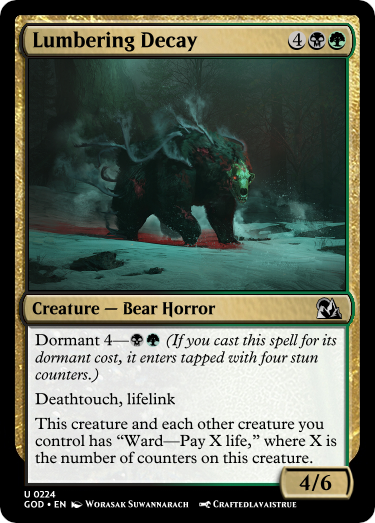 Lumbering Decay 4
Creature — Bear Horror
Dormant 4— (If you cast this spell for its
dormant cost, it enters tapped with four stun
counters.)
Deathtouch, lifelink
This creature and each other creature you
control has “Ward—Pay X life,” where X is
the number of counters on this creature.
4/6
U 0224
GOD • EN Worasak Suwannarach Craftedlavaistrue